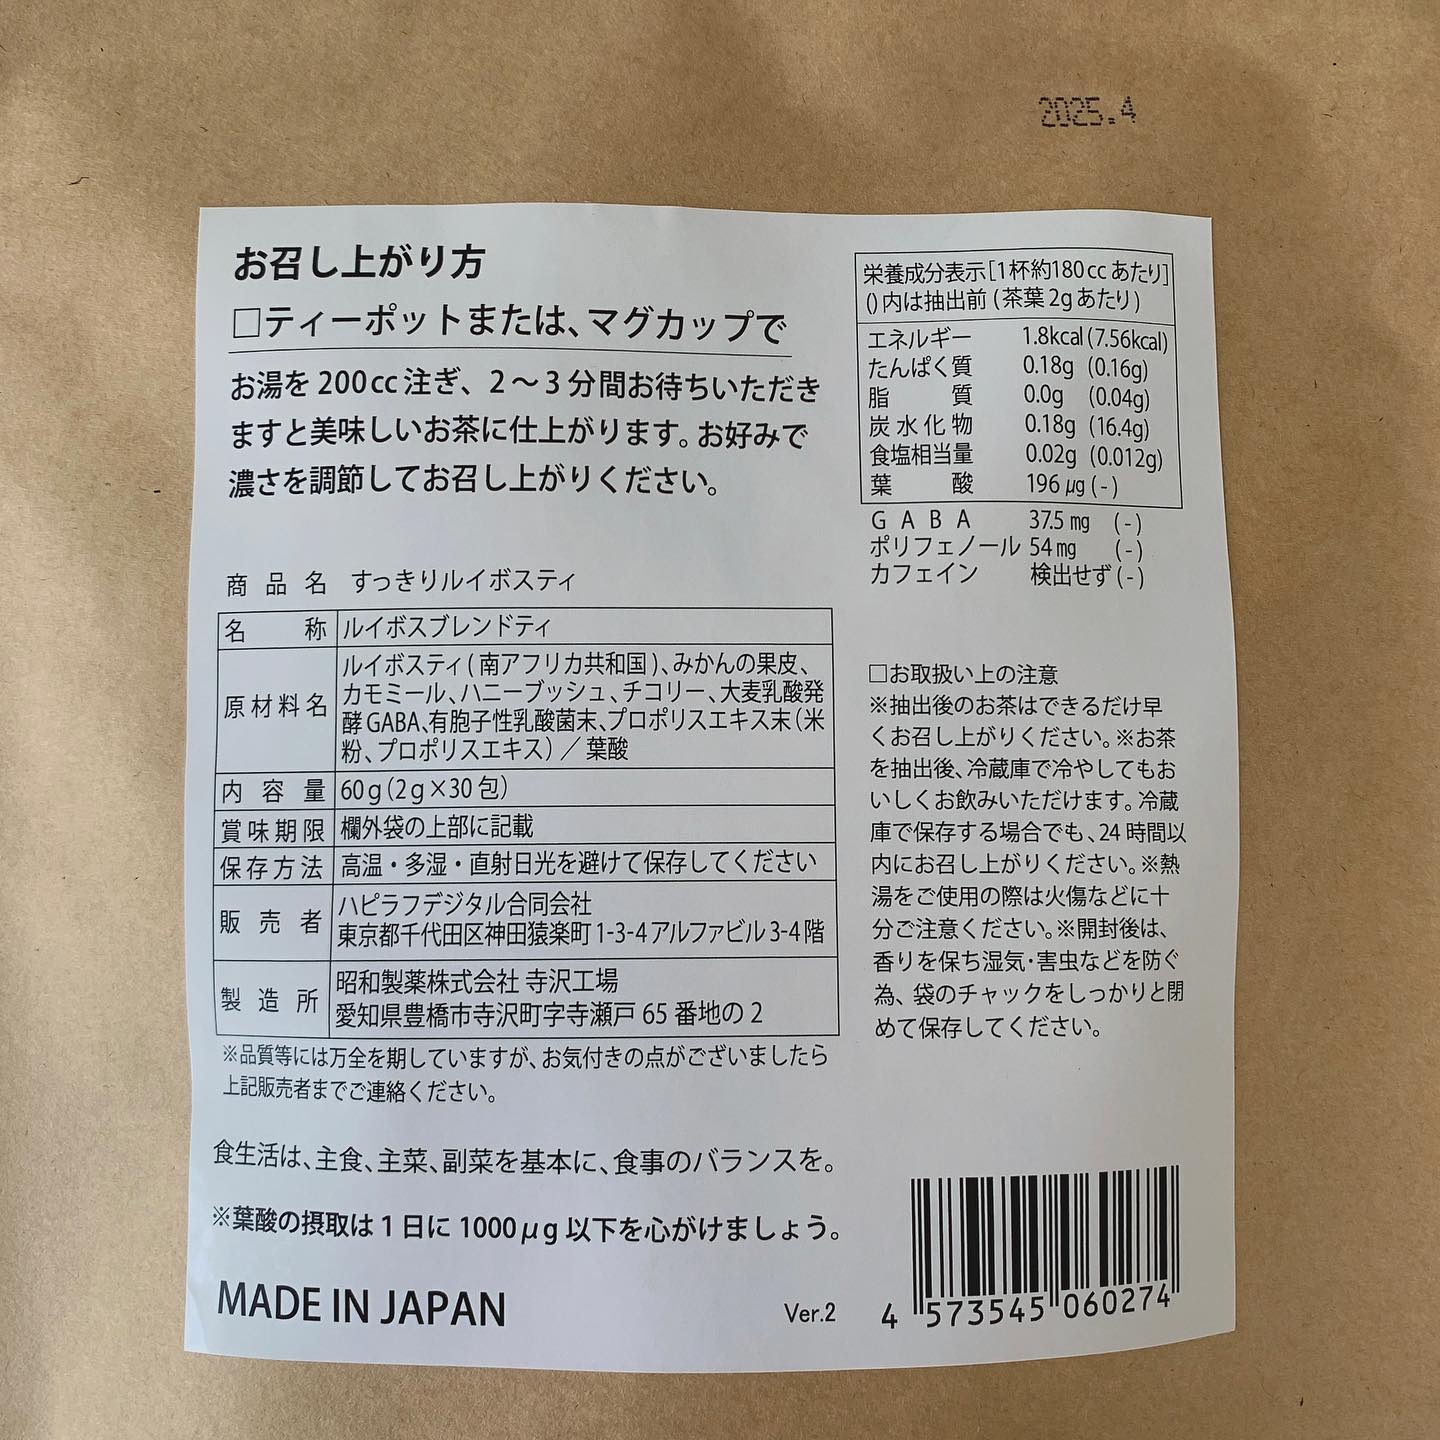 2025.4
お召し上がり方
□ティーポットまたは、マグカップで
お湯を 200cc 注ぎ、2〜3分間お待ちいただき
ますと美味しいお茶に仕上がります。お好みで
濃さを調節してお召し上がりください。
商品名 すっきりルイボスティ
名称 ルイボスブレンドティ
原材料名 ルイボスティ(南アフリカ共和国)、みかんの果皮、
カモミール、ハニーブッシュ、チコリー、大麦乳酸発
酵GABA、有胞子性乳酸菌末、プロポリスエキス末(米
粉、プロポリスエキス)／葉酸
内容量 60g(2g×30包)
賞味期限 欄外袋の上部に記載
保存方法 高温・多湿・直射日光を避けて保存してください
販売者 ハピラフデジタル合同会社
東京都千代田区神田猿楽町1-3-4アルファビル3-4階
製造所 昭和製薬株式会社 寺沢工場
愛知県豊橋市寺沢町字寺瀬戸 65 番地の 2
※品質等には万全を期していますが、お気付きの点がございましたら
上記販売者までご連絡ください。
食生活は、主食、主菜、副菜を基本に、食事のバランスを。
※葉酸の摂取は1日に 1000μg 以下を心がけましょう。
MADE IN JAPAN
Ver.2
栄養成分表示[1杯約180ccあたり]
()内は抽出前(茶葉2gあたり)
エネルギー 1.8kcal(7.56kcal)
たんぱく質 0.18g (0.16g)
脂質 0.0g (0.04g)
炭水化物 0.18g (16.4g)
食塩相当量 0.02g (0.012g)
葉酸 196μg(-)
GABA 37.5mg (-)
ポリフェノール 54mg (-)
カフェイン 検出せず(-)
□お取扱い上の注意
※抽出後のお茶はできるだけ早
くお召し上がりください。※お茶
を抽出後、冷蔵庫で冷やしてもお
いしくお飲みいただけます。冷蔵
庫で保存する場合でも、24時間以
内にお召し上がりください。※熱
湯をご使用の際は火傷などに十
分ご注意ください。※開封後は、
香りを保ち湿気・害虫などを防ぐ
為、袋のチャックをしっかりと閉
めて保存してください。
4 573545 060274